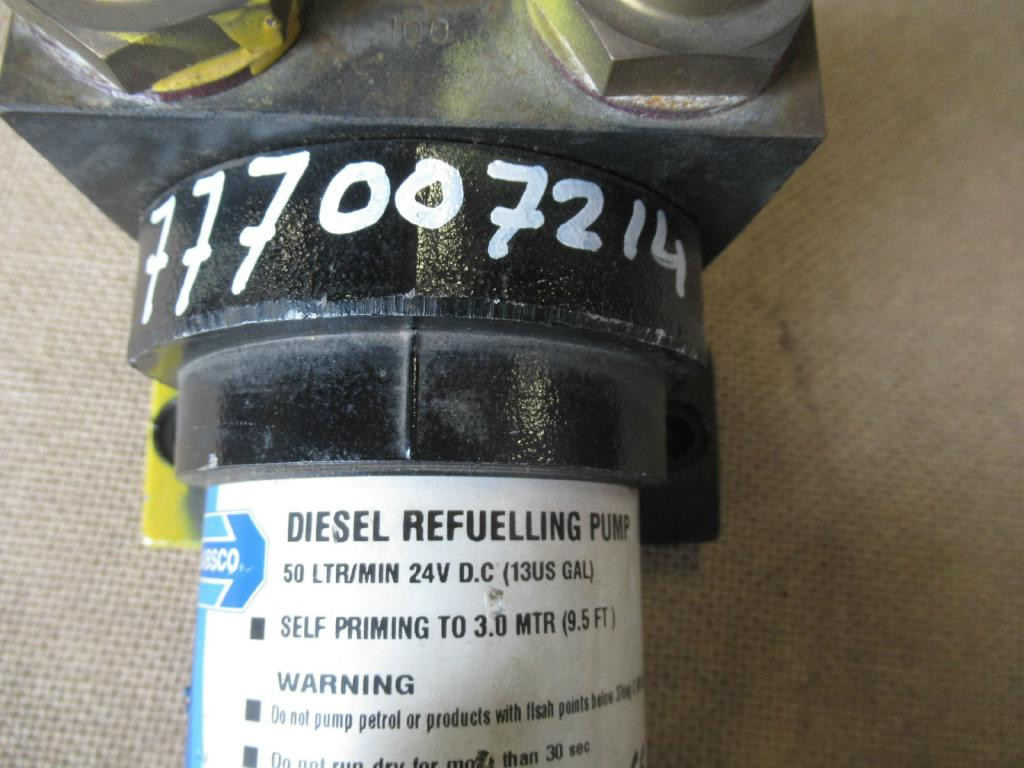 100
777007214
DIESEL REFUELLING PUMP
50 LTR/MIN 24V D.C (13US GAL)
■ SELF PRIMING TO 3.0 MTR (9.5 FT)
WARNING
■ Do not pump petrol or products with flsah points below
■ Do not run dry for more than 30 sec